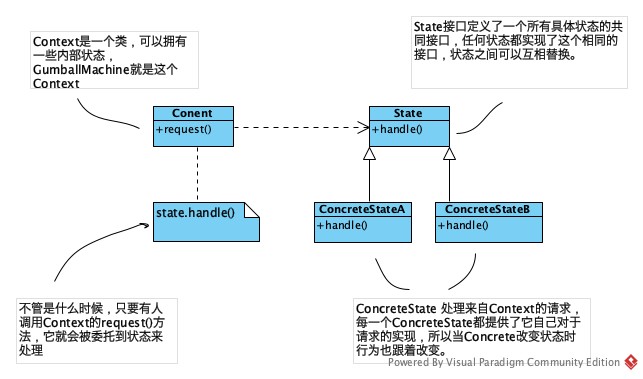 Context是一个类，可以拥有
一些内部状态，
GumballMachine就是这个
Context
State接口定义了一个所有具体状态的共
同接口，任何状态都实现了这个相同的
接口，状态之间可以互相替换。
Conent
+request()
State
+handle()
state.handle()
ConcreteStateA
+handle()
ConcreteStateB
+handle()
不管是什么时候，只要有人
调用Context的request()方
法，它就会被委托到状态来
处理
ConcreteState 处理来自Context的请求，
每一个ConcreteState都提供了它自己对于
请求的实现，所以当Concrete改变状态时
行为也跟着改变。
Powered By Visual Paradigm Community Edition